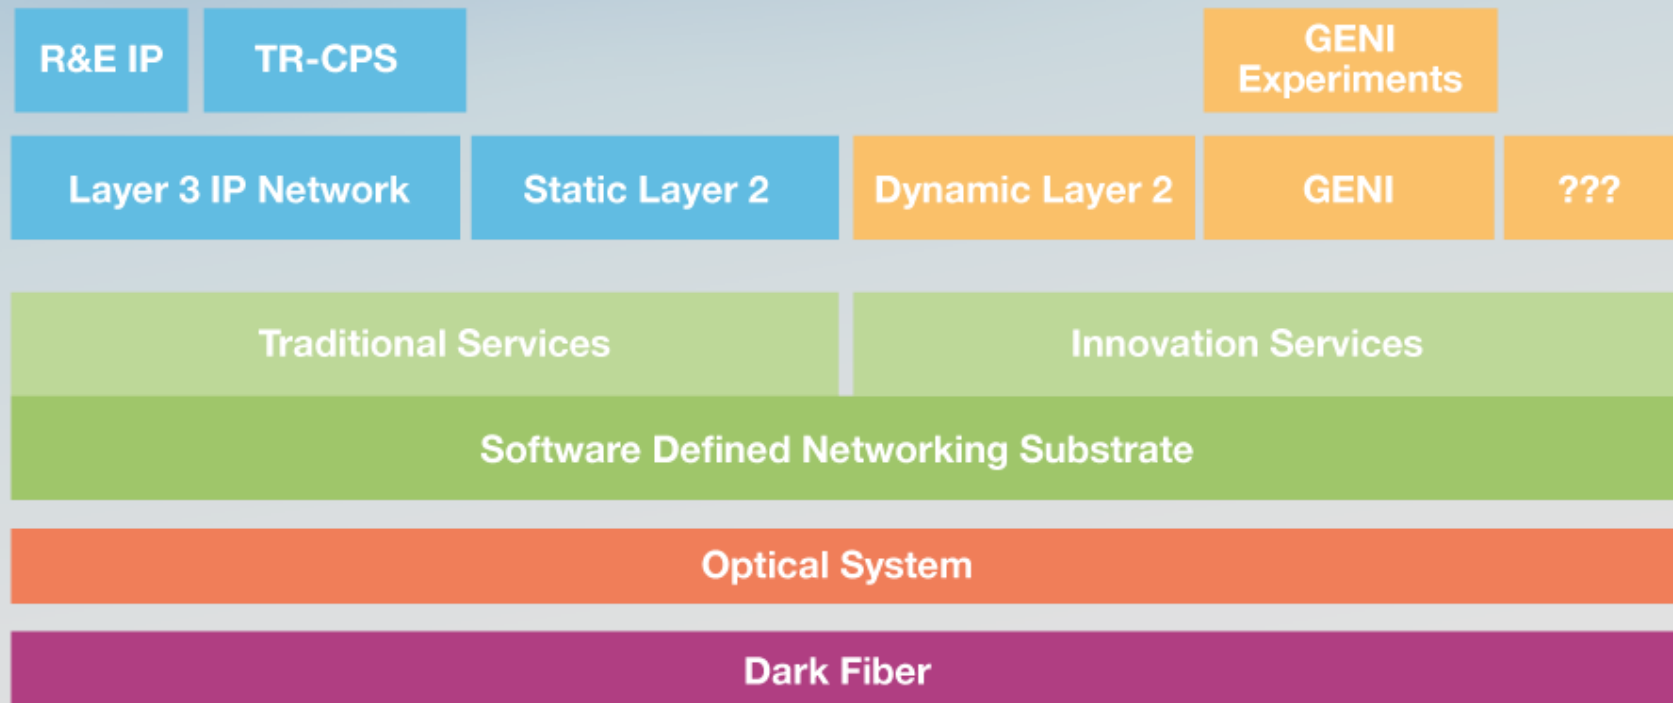 R&E IP
TR-CPS
GENI
Experiments
Layer 3 IP Network
Static Layer 2
Dynamic Layer 2
GENI
???
Traditional Services
Innovation Services
Software Defined Networking Substrate
Optical System
Dark Fiber